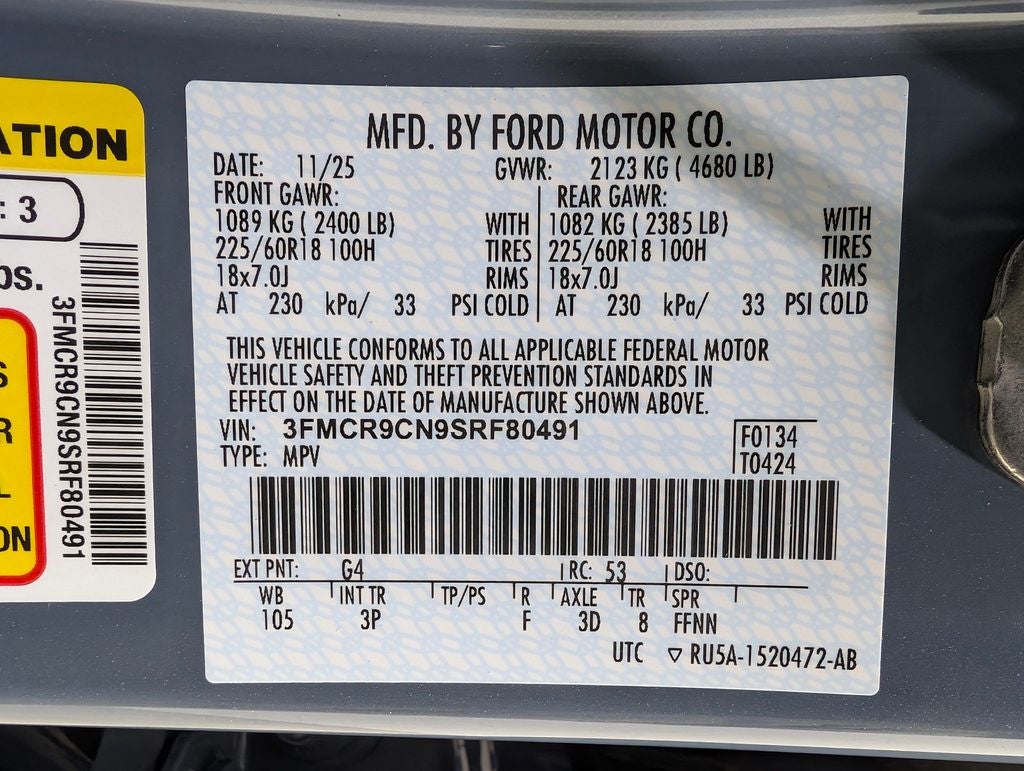 ATION
: 3
bs.
S
R
L
ON
3FMCR9CN9SRF80491
MFD. BY FORD MOTOR CO.
DATE: 11/25 GVWR: 2123 KG ( 4680 LB)
FRONT GAWR: REAR GAWR:
1089 KG ( 2400 LB) WITH 1082 KG ( 2385 LB) WITH
225/60R18 100H TIRES 225/60R18 100H TIRES
18x7.0J RIMS 18x7.0J RIMS
AT 230 kPa/ 33 PSI COLD AT 230 kPa/ 33 PSI COLD
THIS VEHICLE CONFORMS TO ALL APPLICABLE FEDERAL MOTOR
VEHICLE SAFETY AND THEFT PREVENTION STANDARDS IN
EFFECT ON THE DATE OF MANUFACTURE SHOWN ABOVE.
VIN: 3FMCR9CN9SRF80491 F0134
TYPE: MPV T0424
EXT PNT: G4 RC: 53 DSO:
WB INT TR TP/PS R AXLE TR SPR
105 3P F 3D 8 FFNN
UTC ▽ RU5A-1520472-AB